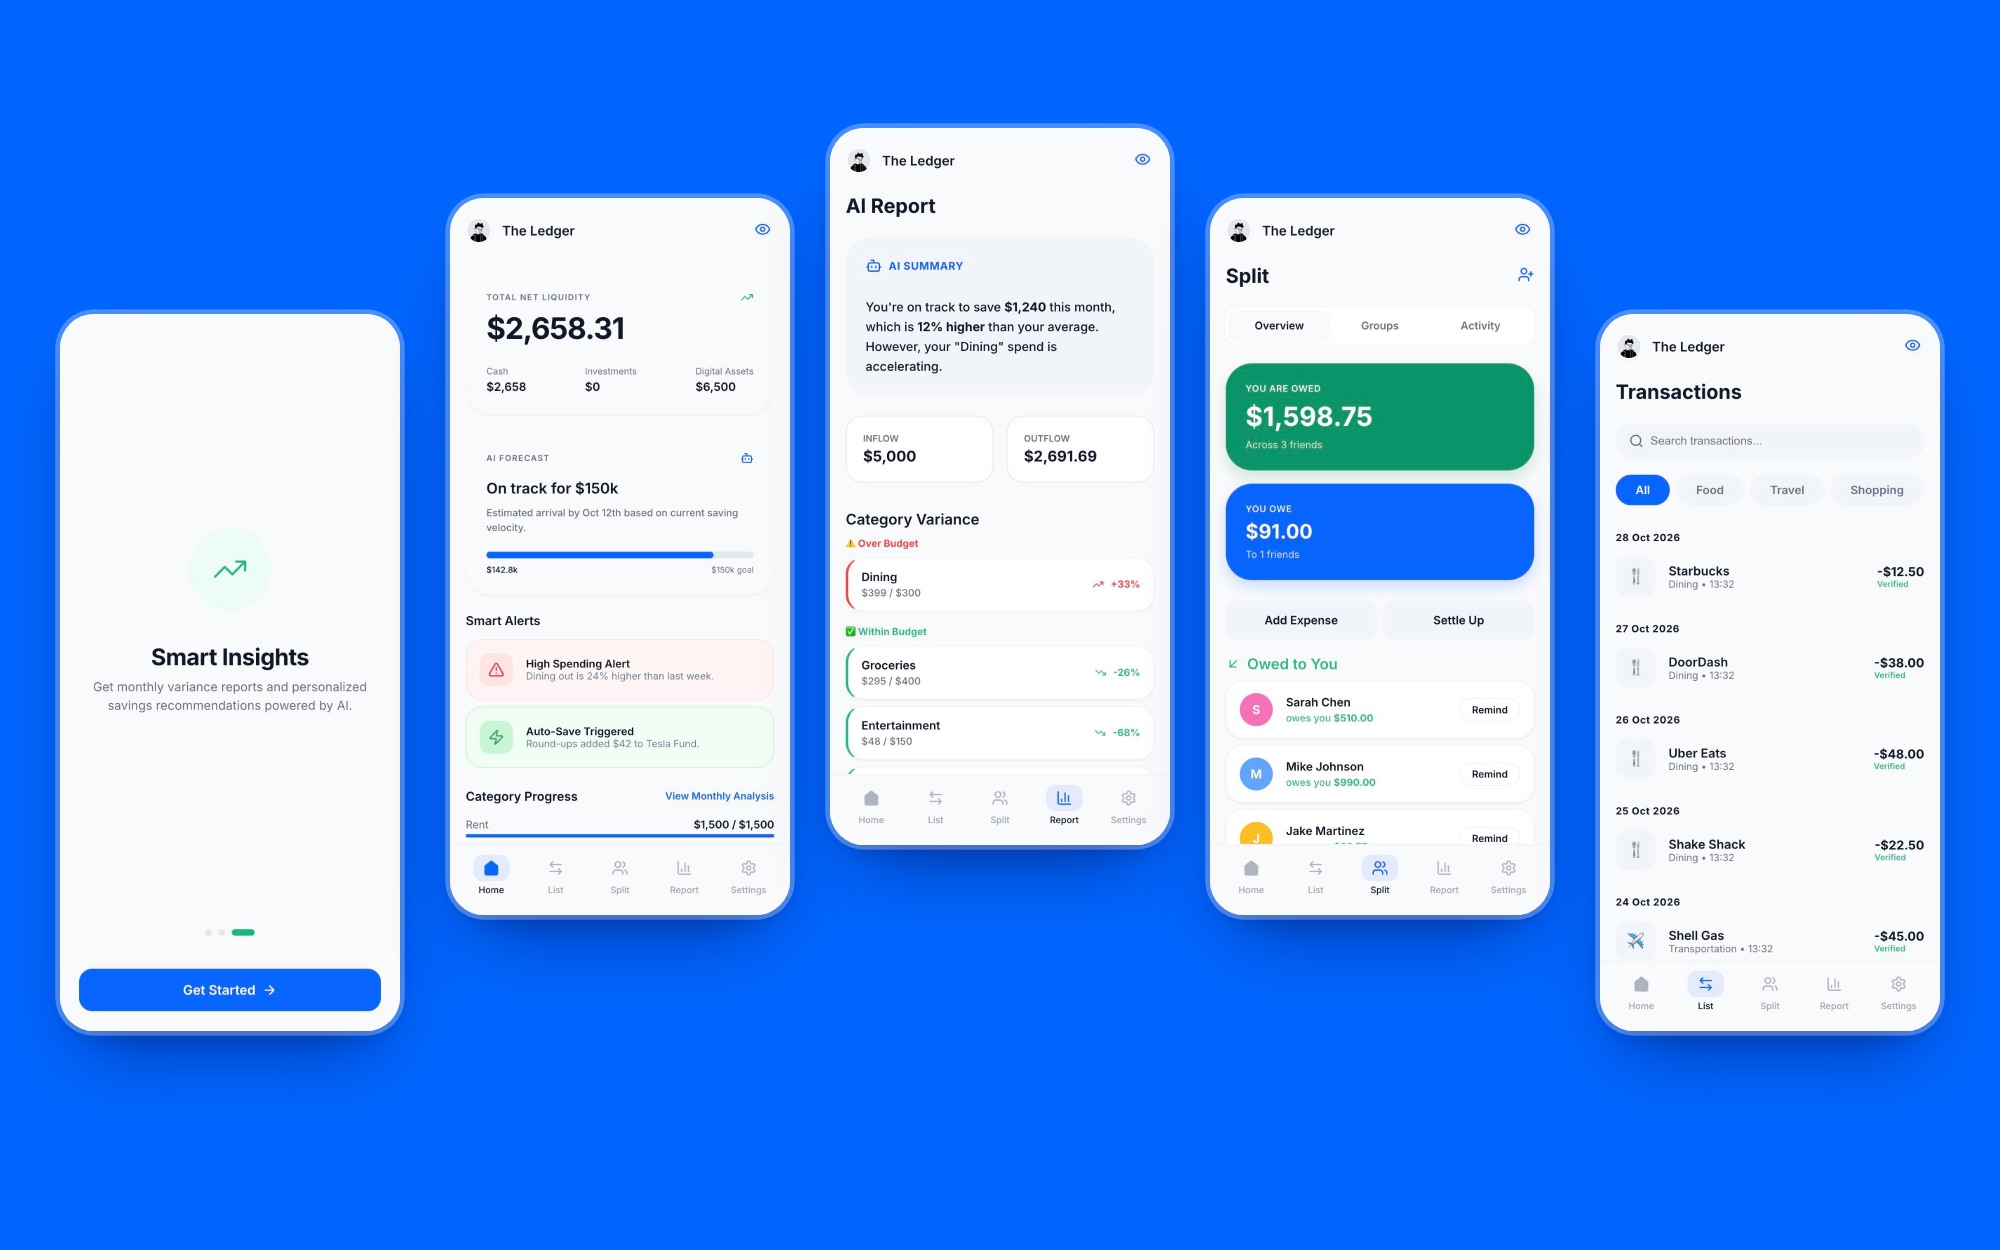 Smart Insights
Get monthly variance reports and personalized
savings recommendations powered by AI.
Get Started
The Ledger
TOTAL NET LIQUIDITY
$2,658.31
Cash Investments Digital Assets
$2,658 $0 $6,500
AI FORECAST
On track for $150k
Estimated arrival by Oct 12th based on current saving
velocity.
$142.8k $150k goal
Smart Alerts
High Spending Alert
Dining out is 24% higher than last week.
Auto-Save Triggered
Round-ups added $42 to Tesla Fund.
Category Progress View Monthly Analysis
Rent $1,500 / $1,500
Home List Split Report Settings
The Ledger
AI Report
AI SUMMARY
You're on track to save $1,240 this month,
which is 12% higher than your average.
However, your "Dining" spend is
accelerating.
INFLOW OUTFLOW
$5,000 $2,691.69
Category Variance
Over Budget
Dining
$399 / $300
+33%
Within Budget
Groceries
$295 / $400
-26%
Entertainment
$48 / $150
-68%
Home List Split Report Settings
The Ledger
Split
Overview Groups Activity
YOU ARE OWED
$1,598.75
Across 3 friends
YOU OWE
$91.00
To 1 friends
Add Expense Settle Up
Owed to You
S
Sarah Chen
owes you $510.00
Remind
M
Mike Johnson
owes you $990.00
Remind
J
Jake Martinez
Remind
Home List Split Report Settings
The Ledger
Transactions
Search transactions...
All Food Travel Shopping
28 Oct 2026
Starbucks -$12.50
Dining • 13:32 Verified
27 Oct 2026
DoorDash -$38.00
Dining • 13:32 Verified
26 Oct 2026
Uber Eats -$48.00
Dining • 13:32 Verified
25 Oct 2026
Shake Shack -$22.50
Dining • 13:32 Verified
24 Oct 2026
Shell Gas -$45.00
Transportation • 13:32 Verified
Home List Split Report Settings